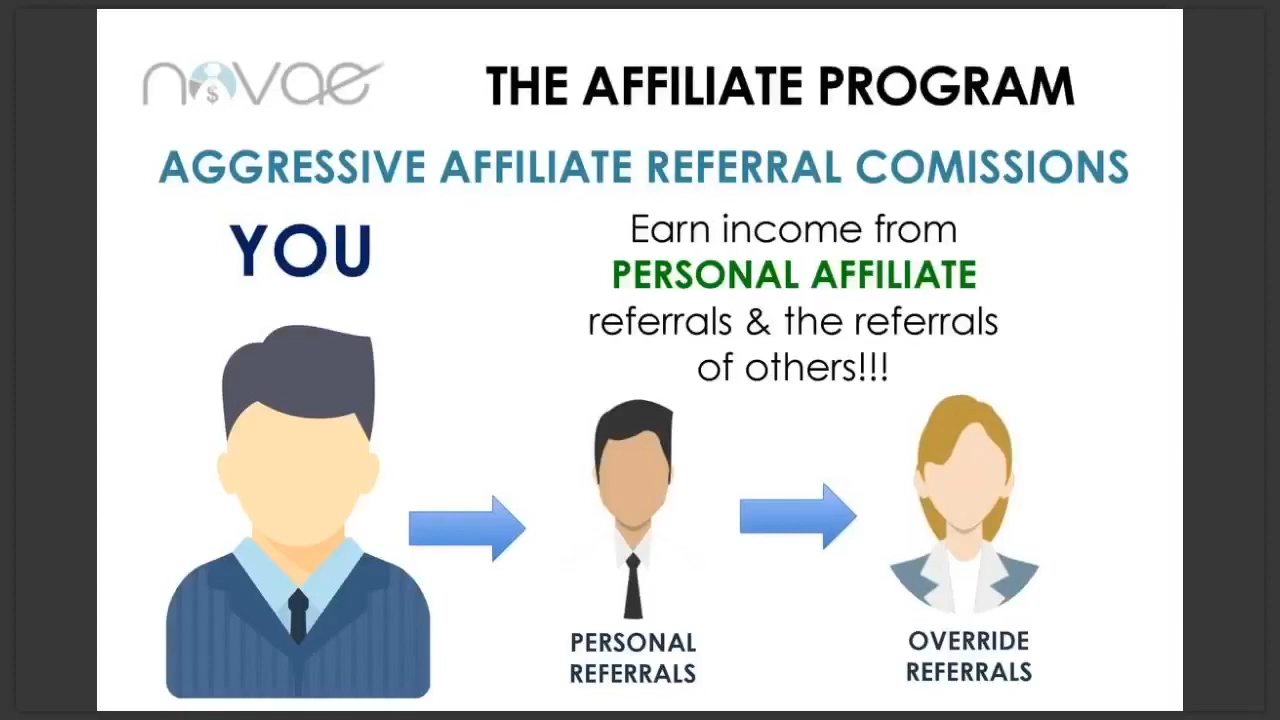 novae
$
THE AFFILIATE PROGRAM
AGGRESSIVE AFFILIATE REFERRAL COMISSIONS
YOU
Earn income from
PERSONAL AFFILIATE
referrals & the referrals
of others!!!
PERSONAL
REFERRALS
OVERRIDE
REFERRALS